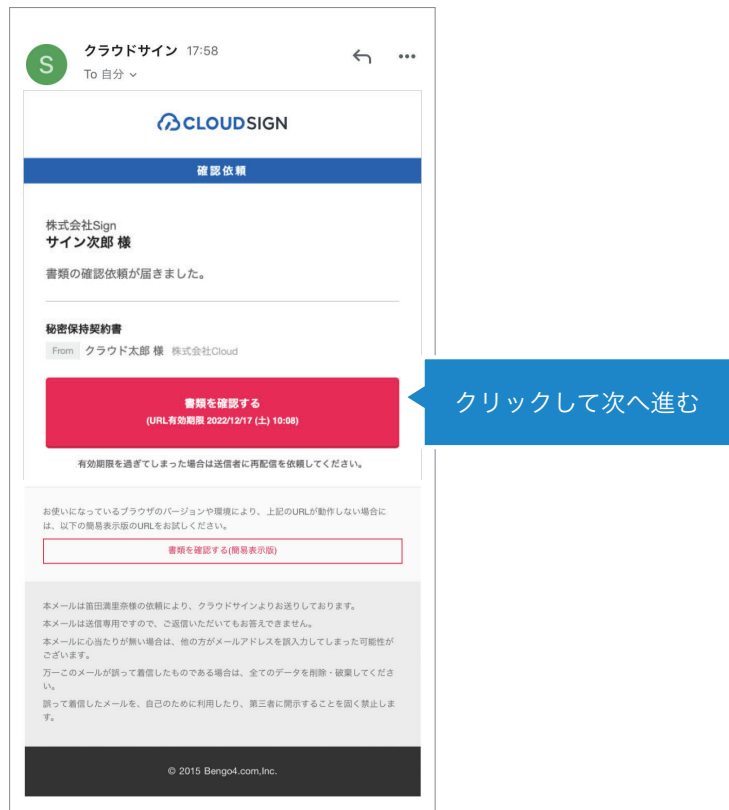 S
クラウドサイン 17:58
To 自分
CLOUDSIGN
確認依頼
株式会社Sign
サイン次郎 様
書類の確認依頼が届きました。
秘密保持契約書
From クラウド太郎 様 株式会社Cloud
書類を確認する
(URL有効期限 2022/12/17 (土) 10:08)
クリックして次へ進む
有効期限を過ぎてしまった場合は送信者に再配信を依頼してください。
お使いになっているブラウザのバージョンや環境により、上記のURLが動作しない場合に
は、以下の簡易表示版のURLをお試しください。
書類を確認する(簡易表示版)
本メールは首田満里奈様の依頼により、クラウドサインよりお送りしております。
本メールは送信専用ですので、ご返信いただいてもお答えできません。
本メールに心当たりが無い場合は、他の方がメールアドレスを誤入力してしまった可能性が
ございます。
万一このメールが誤って着信したものである場合は、全てのデータを削除・破棄してくださ
い。
誤って着信したメールを、自己のために利用したり、第三者に開示することを固く禁止しま
す。
© 2015 Bengo4.com,Inc.